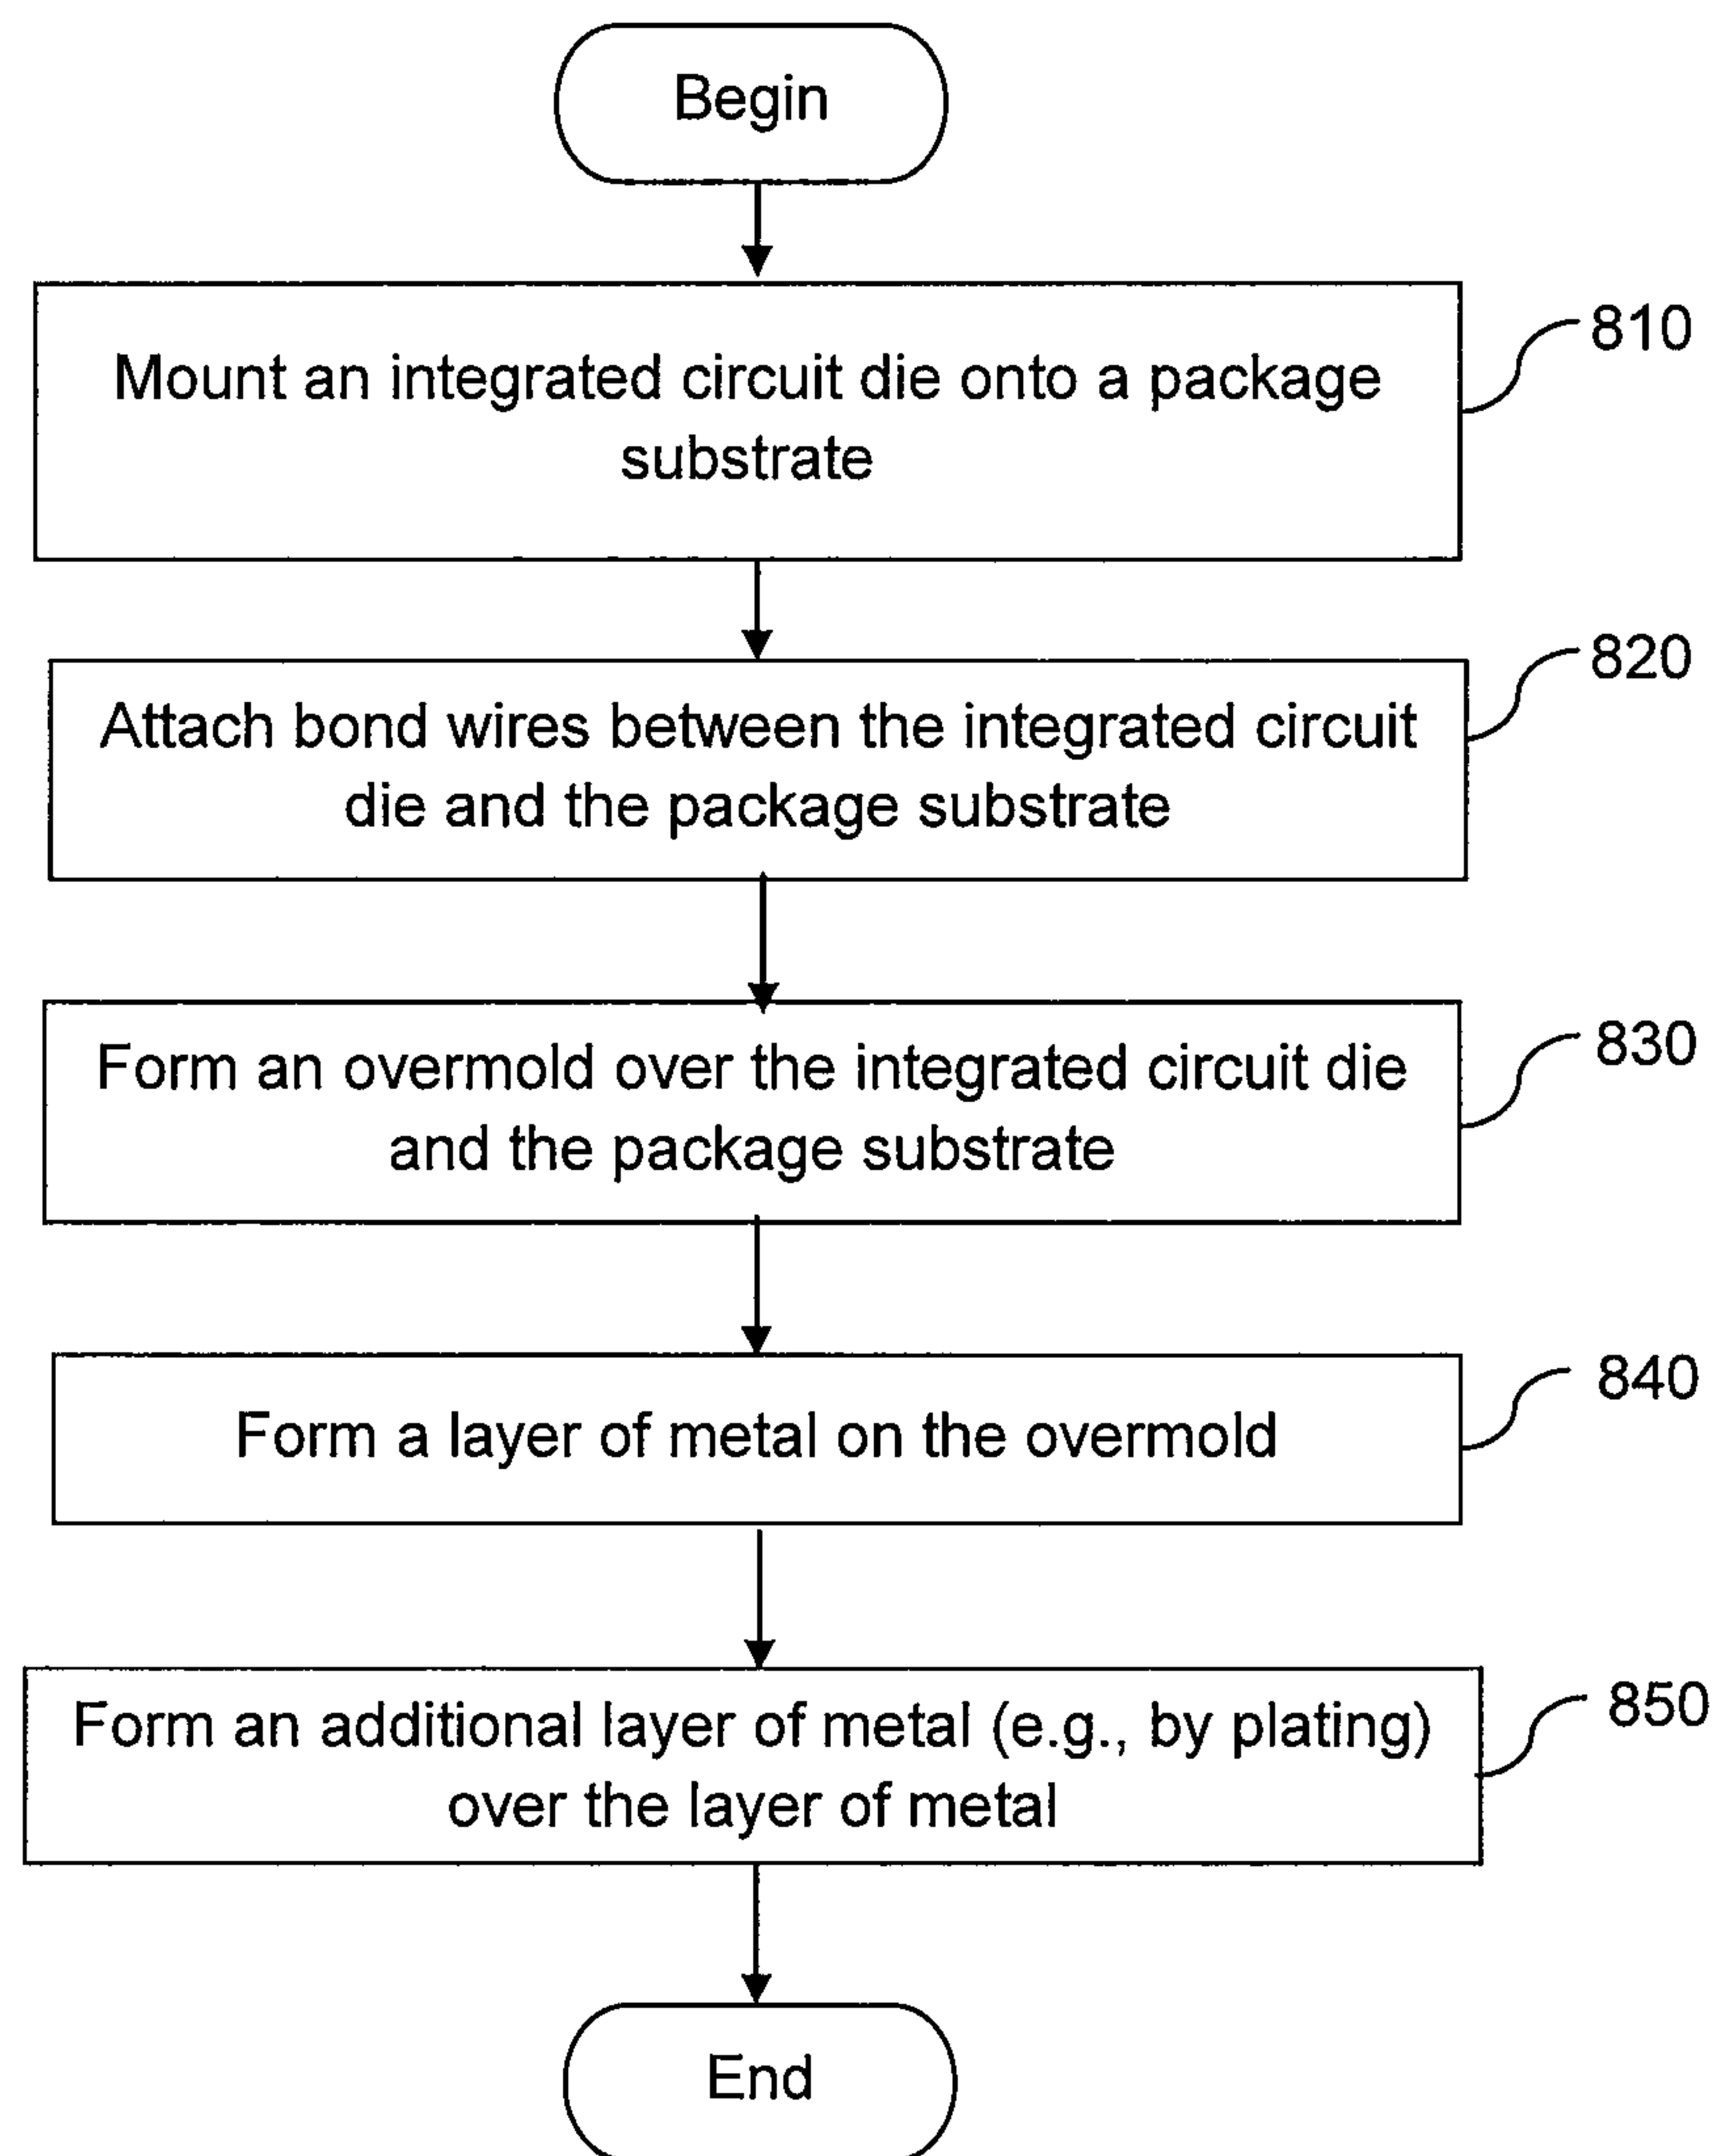 Begin
Mount an integrated circuit die onto a package
substrate
810
Attach bond wires between the integrated circuit
die and the package substrate
820
Form an overmold over the integrated circuit die
and the package substrate
830
Form a layer of metal on the overmold
840
Form an additional layer of metal (e.g., by plating)
over the layer of metal
850
End